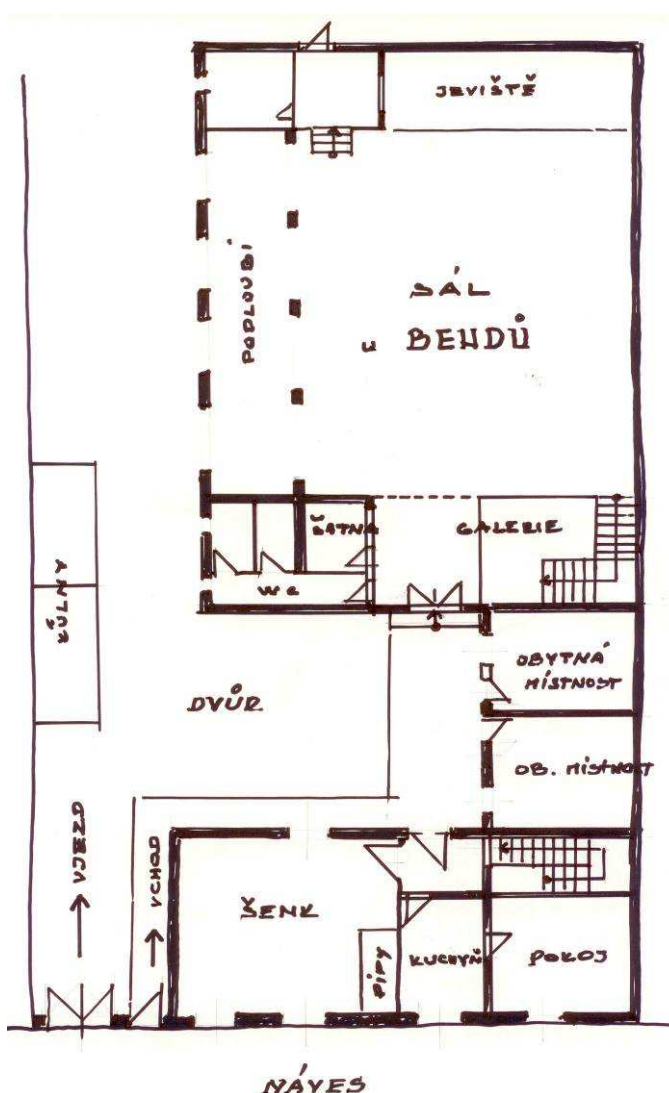 JEVIŠTĚ
PODLOUBÍ
SÁL
u BENDŮ
ŠATNA
GALERIE
WC
KŮLNY
OBYTNÁ
MÍSTNOST
DVŮR
OB. MÍSTNOST
VJEZD
VCHOD
ŠENK
PÍPY
KUCHYŇ
POKOJ
NÁVES